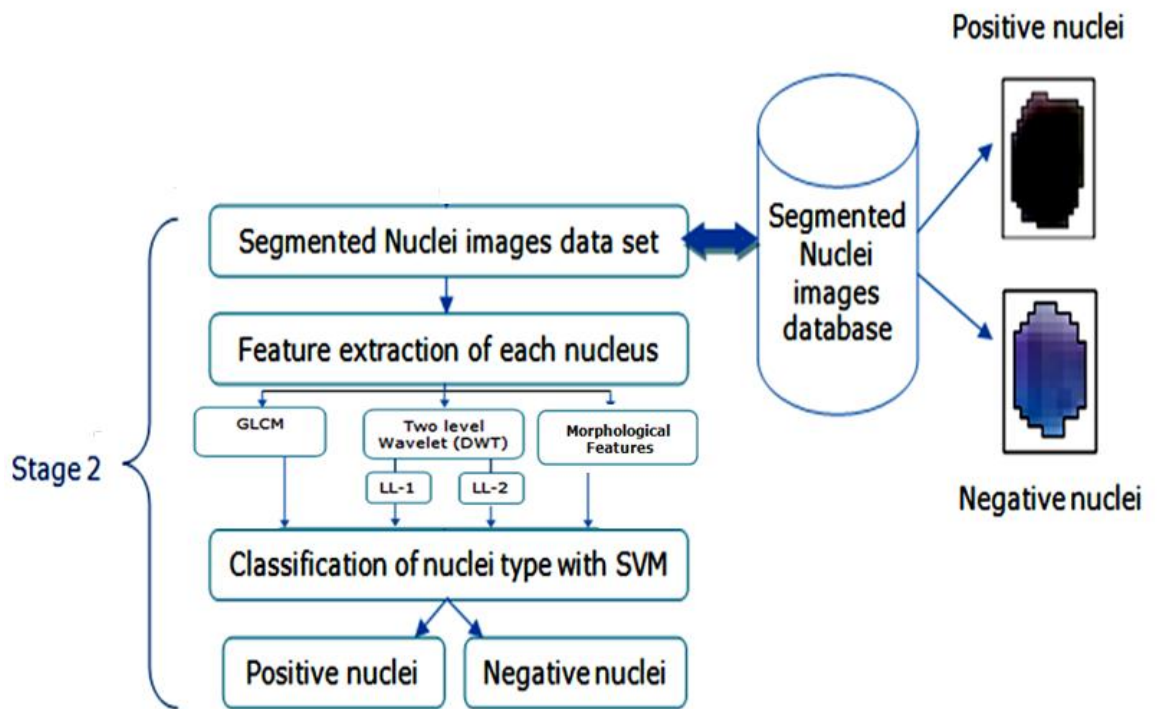 Positive nuclei
Segmented Nuclei images data set
Segmented
Nuclei
images
database
Feature extraction of each nucleus
GLCM
Two level
Wavelet (DWT)
Morphological
Features
Stage 2
LL-1
LL-2
Negative nuclei
Classification of nuclei type with SVM
Positive nuclei
Negative nuclei